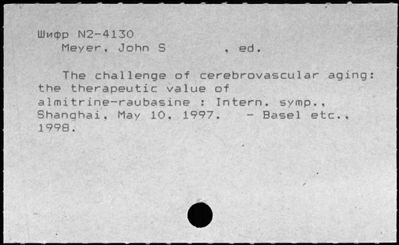 Шифр N2-4130
Meyer, John S , ed.
The challenge of cerebrovascular aging:
the therapeutic value of
almitrine-raubasine : Intern. symp.,
Shanghai, May 10, 1997. - Basel etc.,
1998.